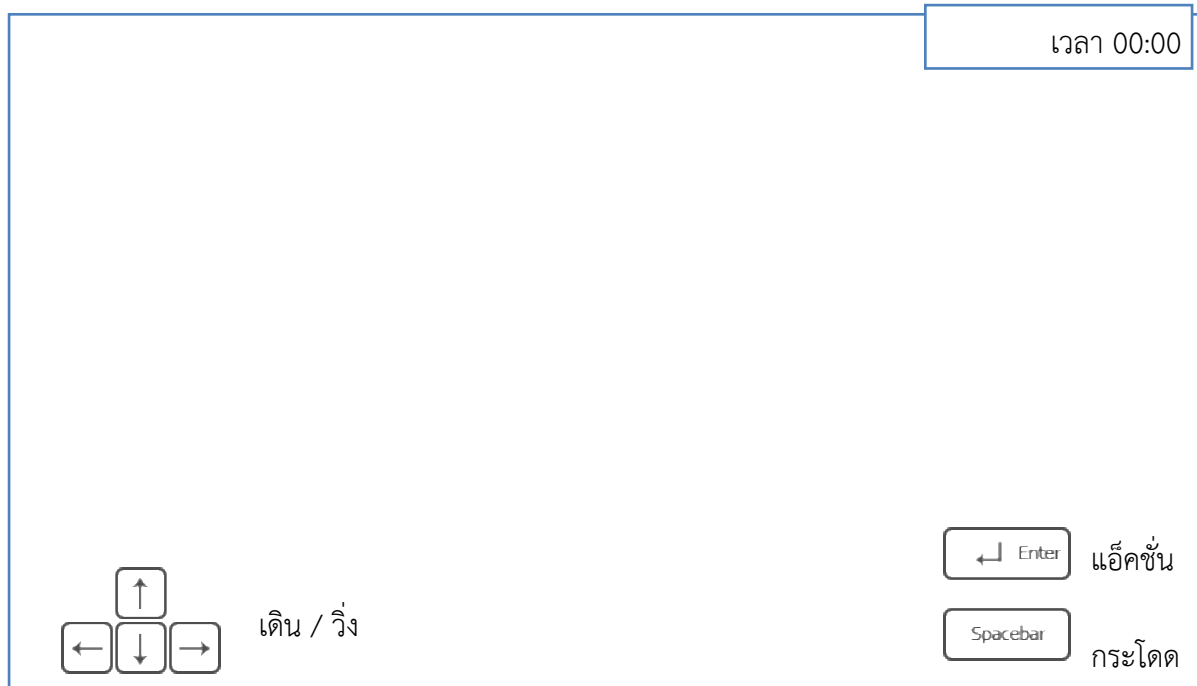 เวลา 00:00
Enter
แอ็คชั่น
เดิน / วิ่ง
Spacebar
กระโดด